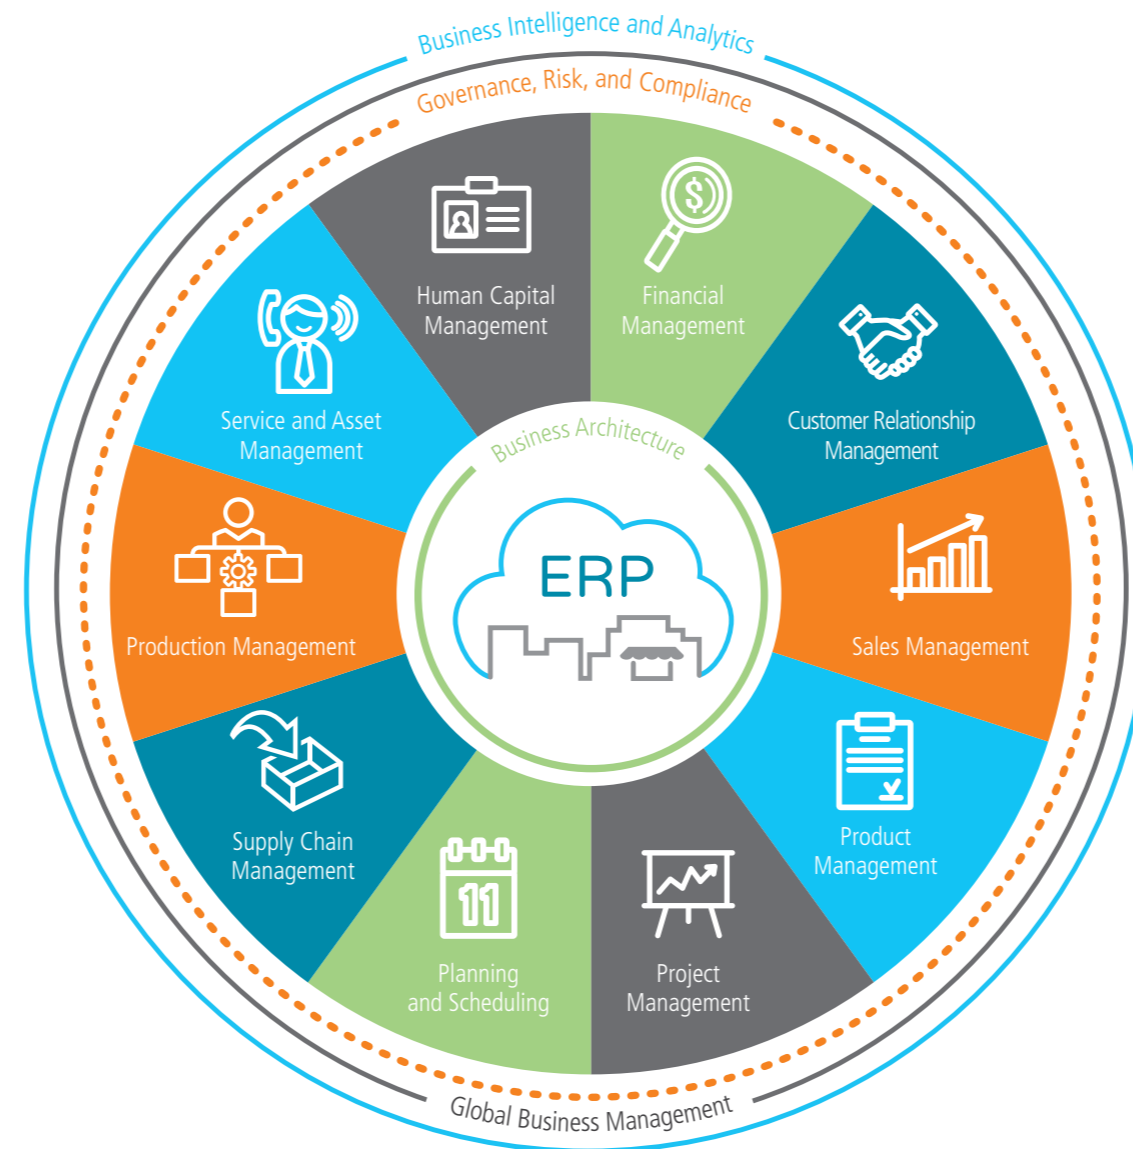 Business Intelligence and Analytics
Governance, Risk, and Compliance
Human Capital
Management
$
Financial
Management
Customer Relationship
Management
Service and Asset
Management
Business Architecture
ERP
Production Management
Sales Management
Supply Chain
Management
Product
Management
11
Planning
and Scheduling
Project
Management
Global Business Management